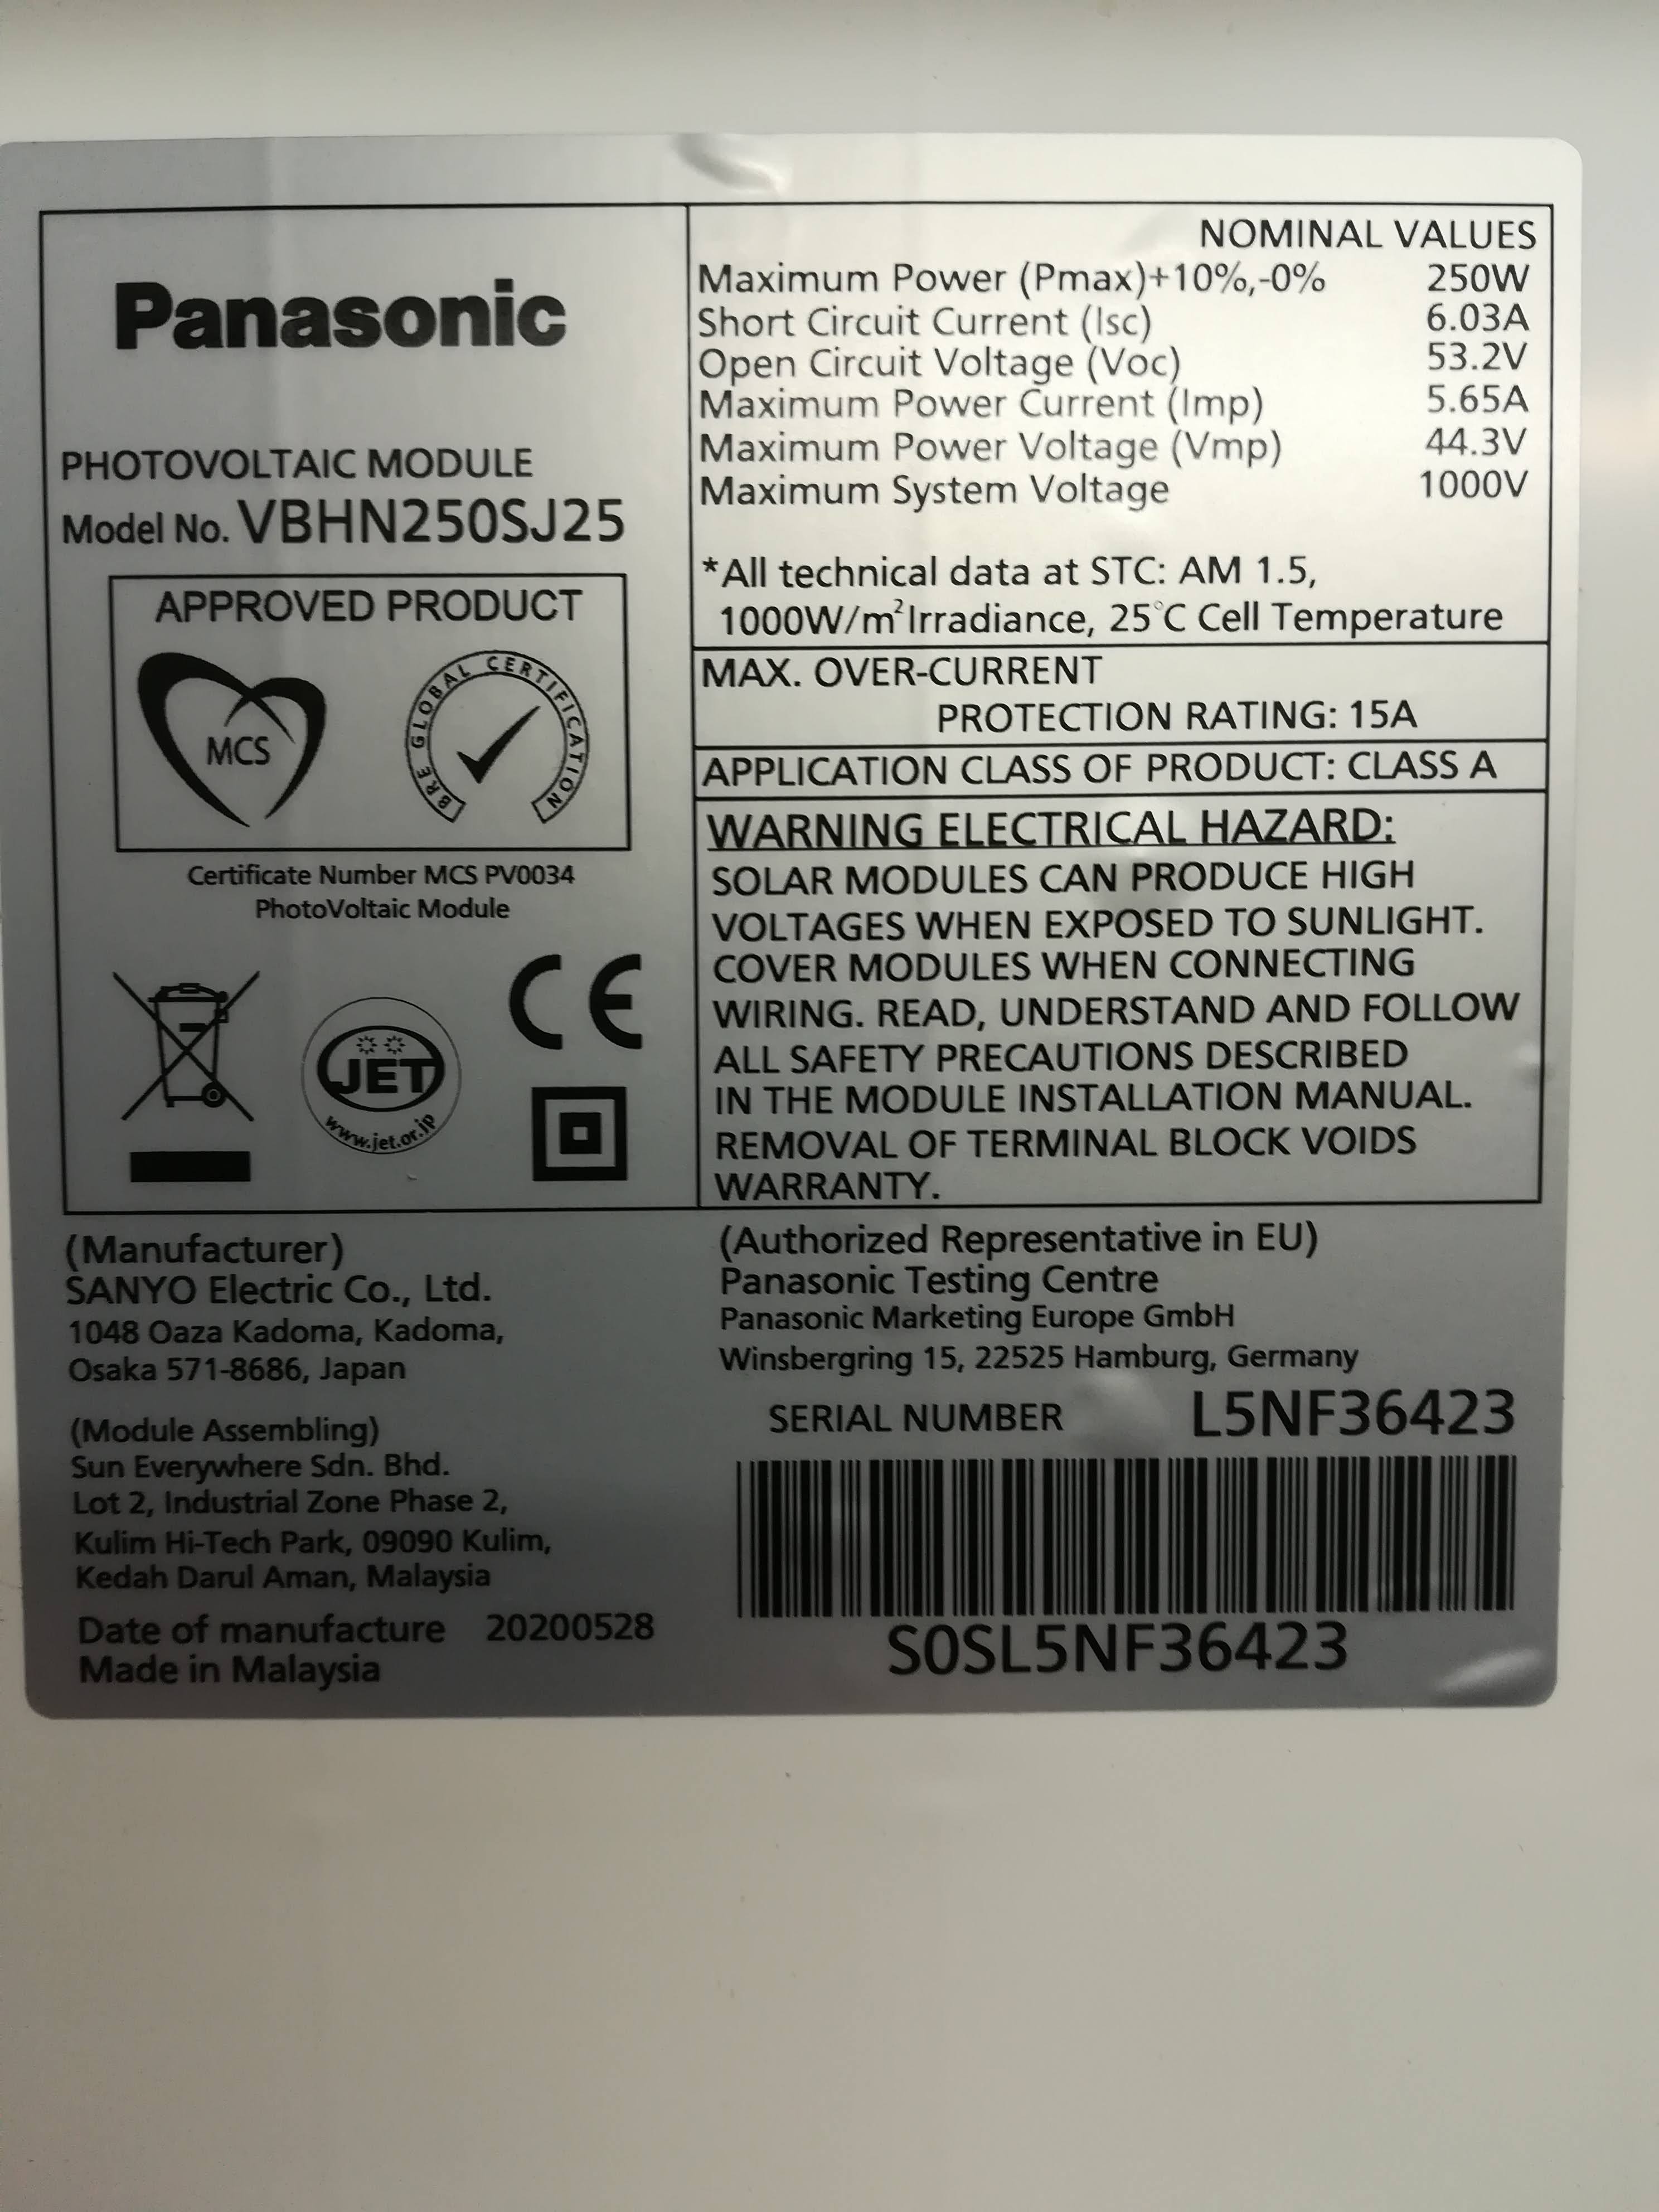 Panasonic
PHOTOVOLTAIC MODULE
Model No. VBHN250SJ25
APPROVED PRODUCT
MCS
BRE GLOBAL CERTIFICATION
Certificate Number MCS PV0034
PhotoVoltaic Module
CE
JET
www.jet.or.jp
NOMINAL VALUES
Maximum Power (Pmax)+10%,-0% 250W
Short Circuit Current (Isc) 6.03A
Open Circuit Voltage (Voc) 53.2V
Maximum Power Current (Imp) 5.65A
Maximum Power Voltage (Vmp) 44.3V
Maximum System Voltage 1000V
*All technical data at STC: AM 1.5,
1000W/m²Irradiance, 25°C Cell Temperature
MAX. OVER-CURRENT
PROTECTION RATING: 15A
APPLICATION CLASS OF PRODUCT: CLASS A
WARNING ELECTRICAL HAZARD:
SOLAR MODULES CAN PRODUCE HIGH
VOLTAGES WHEN EXPOSED TO SUNLIGHT.
COVER MODULES WHEN CONNECTING
WIRING. READ, UNDERSTAND AND FOLLOW
ALL SAFETY PRECAUTIONS DESCRIBED
IN THE MODULE INSTALLATION MANUAL.
REMOVAL OF TERMINAL BLOCK VOIDS
WARRANTY.
(Manufacturer)
SANYO Electric Co., Ltd.
1048 Oaza Kadoma, Kadoma,
Osaka 571-8686, Japan
(Module Assembling)
Sun Everywhere Sdn. Bhd.
Lot 2, Industrial Zone Phase 2,
Kulim Hi-Tech Park, 09090 Kulim,
Kedah Darul Aman, Malaysia
Date of manufacture 20200528
Made in Malaysia
(Authorized Representative in EU)
Panasonic Testing Centre
Panasonic Marketing Europe GmbH
Winsbergring 15, 22525 Hamburg, Germany
SERIAL NUMBER L5NF36423
S0SL5NF36423